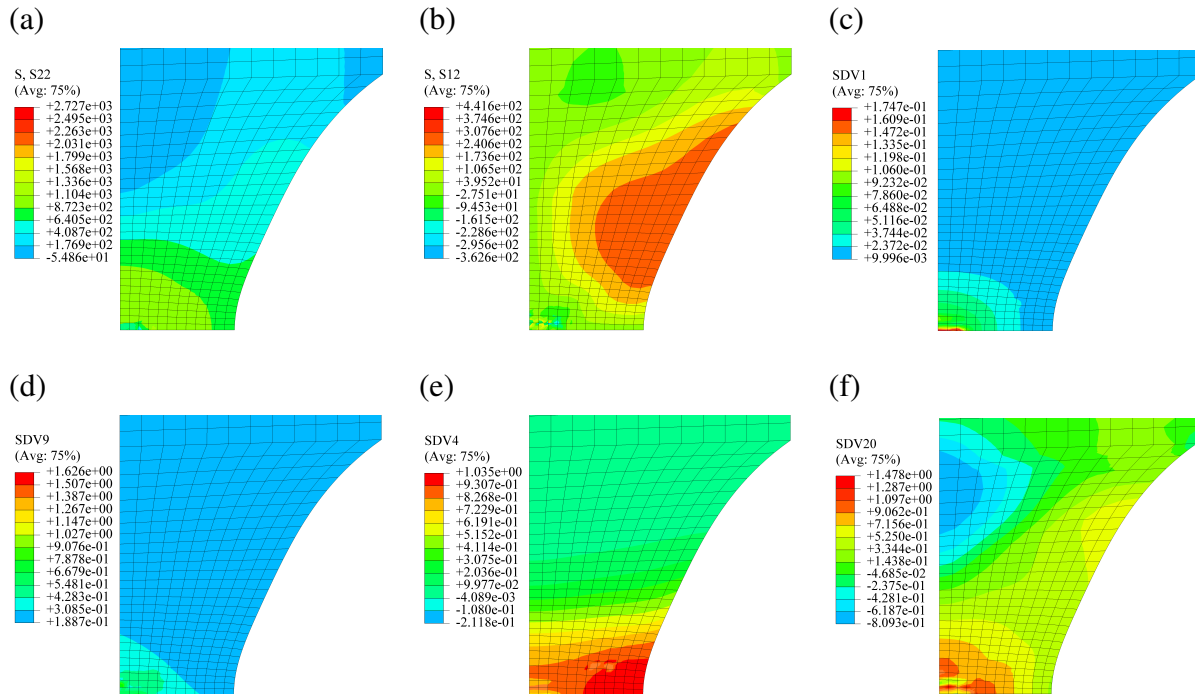 (a)
S, S22
(Avg: 75%)
+2.727e+03
+2.495e+03
+2.263e+03
+2.031e+03
+1.799e+03
+1.568e+03
+1.336e+03
+1.104e+03
+8.723e+02
+6.405e+02
+4.087e+02
+1.769e+02
-5.486e+01
(b)
S, S12
(Avg: 75%)
+4.416e+02
+3.746e+02
+3.076e+02
+2.406e+02
+1.736e+02
+1.065e+02
+3.952e+01
-2.751e+01
-9.453e+01
-1.615e+02
-2.286e+02
-2.956e+02
-3.626e+02
(c)
SDV1
(Avg: 75%)
+1.747e-01
+1.609e-01
+1.472e-01
+1.335e-01
+1.198e-01
+1.060e-01
+9.232e-02
+7.860e-02
+6.488e-02
+5.116e-02
+3.744e-02
+2.372e-02
+9.996e-03
(d)
SDV9
(Avg: 75%)
+1.626e+00
+1.507e+00
+1.387e+00
+1.267e+00
+1.147e+00
+1.027e+00
+9.076e-01
+7.878e-01
+6.679e-01
+5.481e-01
+4.283e-01
+3.085e-01
+1.887e-01
(e)
SDV4
(Avg: 75%)
+1.035e+00
+9.307e-01
+8.268e-01
+7.229e-01
+6.191e-01
+5.152e-01
+4.114e-01
+3.075e-01
+2.036e-01
+9.977e-02
-4.089e-03
-1.080e-01
-2.118e-01
(f)
SDV20
(Avg: 75%)
+1.478e+00
+1.287e+00
+1.097e+00
+9.062e-01
+7.156e-01
+5.250e-01
+3.344e-01
+1.438e-01
-4.685e-02
-2.375e-01
-4.281e-01
-6.187e-01
-8.093e-01